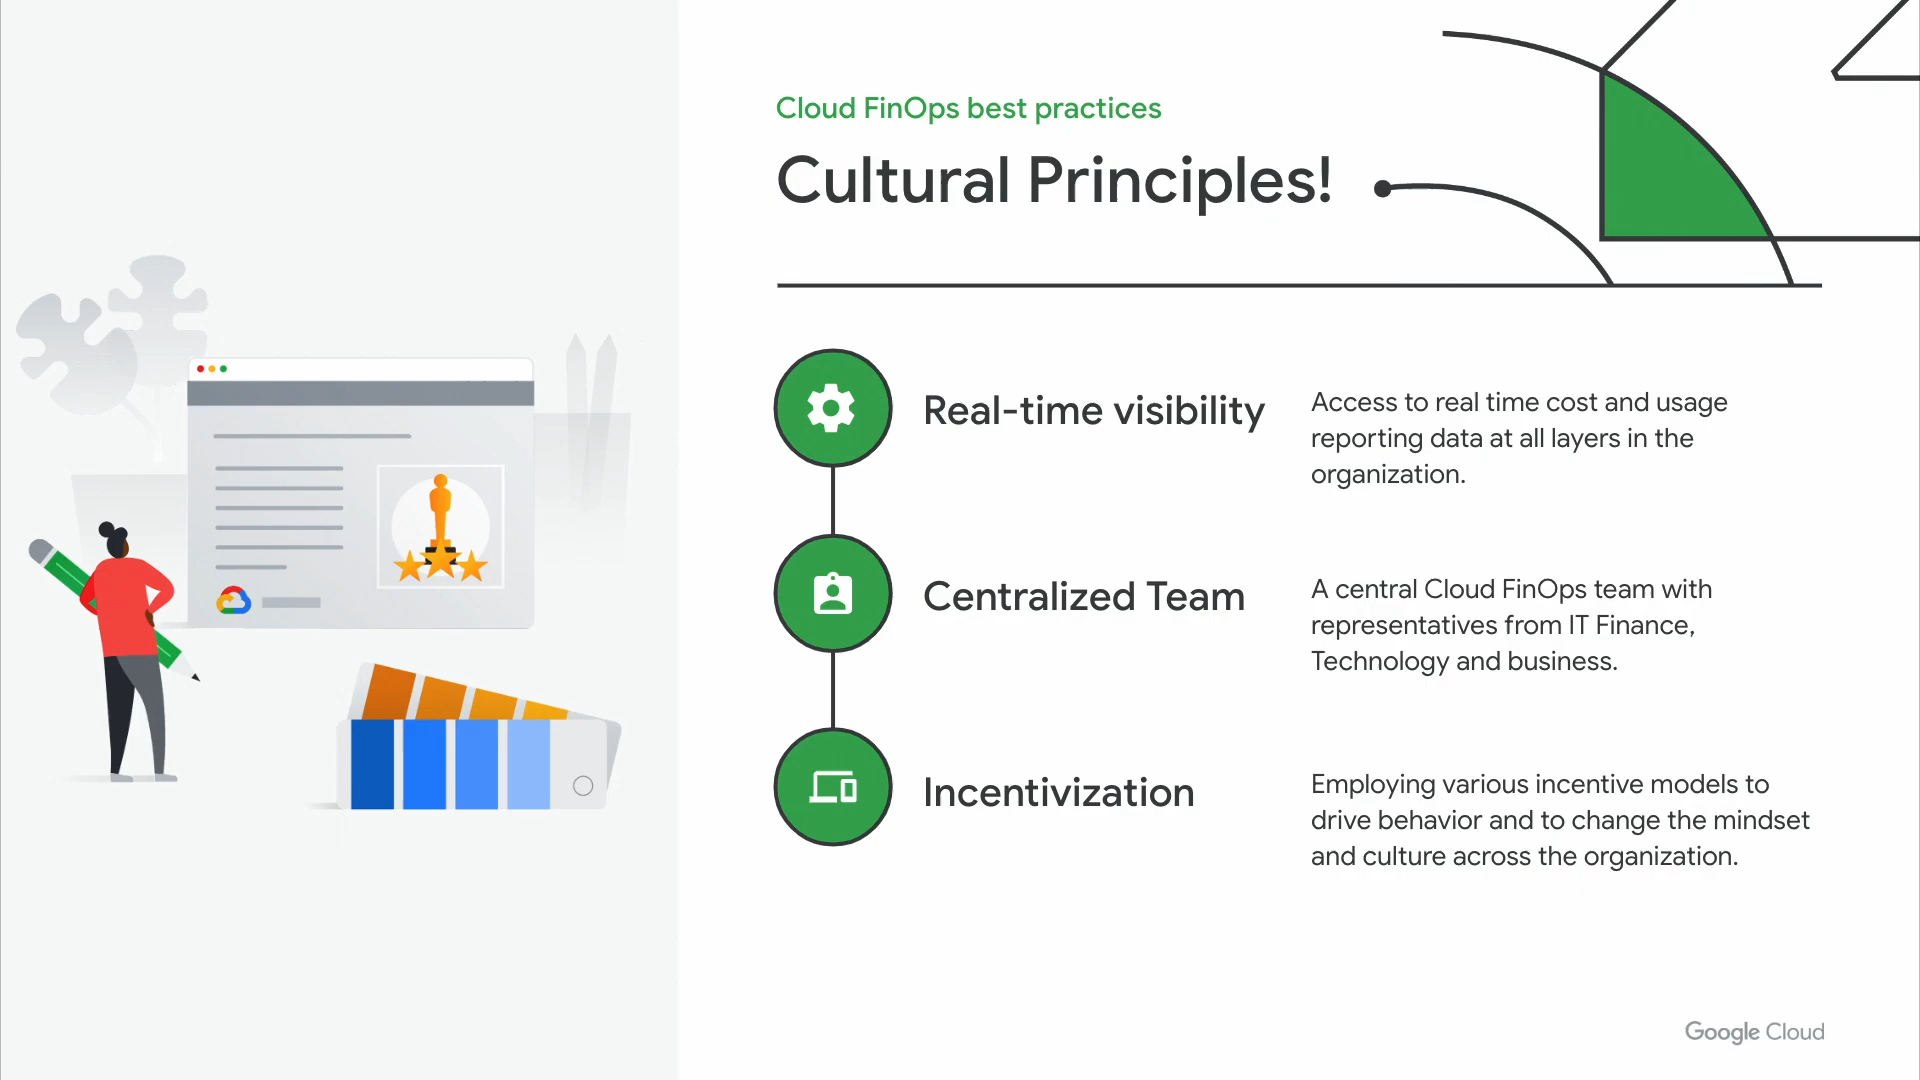 Cloud FinOps best practices
Cultural Principles!
Real-time visibility
Access to real time cost and usage
reporting data at all layers in the
organization.
Centralized Team
A central Cloud FinOps team with
representatives from IT Finance,
Technology and business.
Incentivization
Employing various incentive models to
drive behavior and to change the mindset
and culture across the organization.
Google Cloud